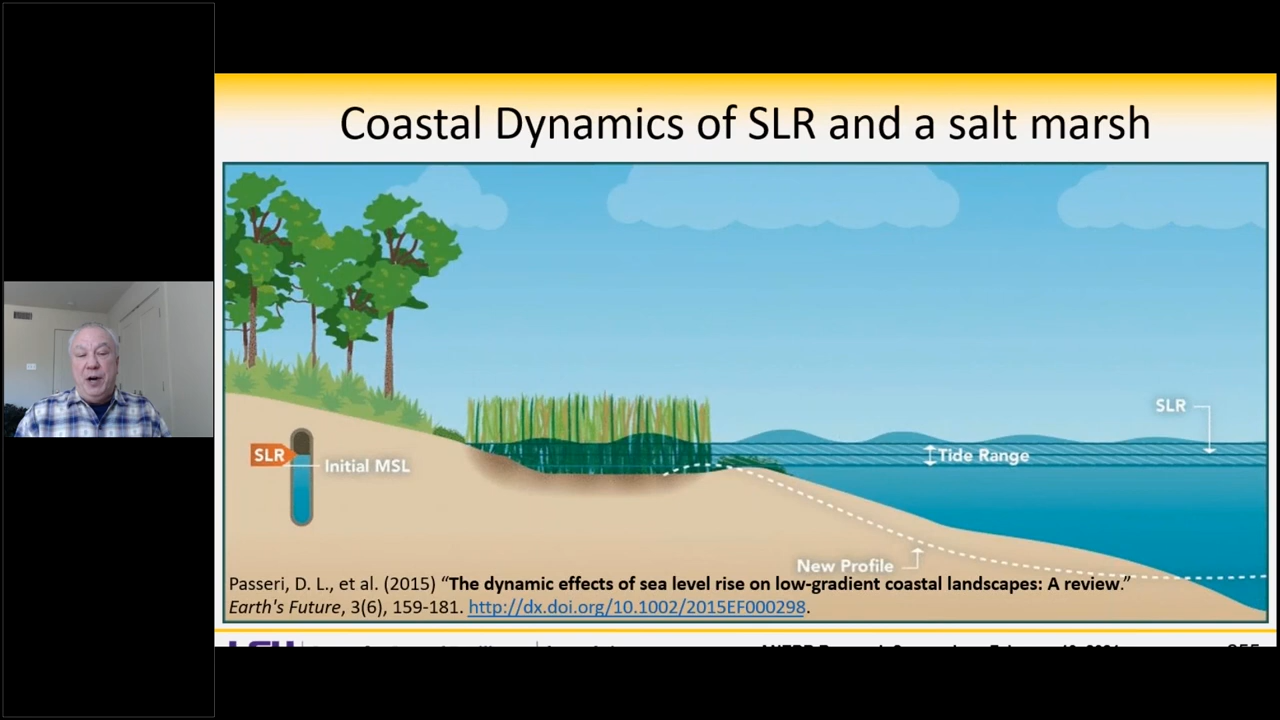 Coastal Dynamics of SLR and a salt marsh
SLR
Tide Range
SLR
Initial MSL
New Profile
Passeri, D. L., et al. (2015) “The dynamic effects of sea level rise on low-gradient coastal landscapes: A review.”
Earth's Future, 3(6), 159-181. http://dx.doi.org/10.1002/2015EF000298.
LSU